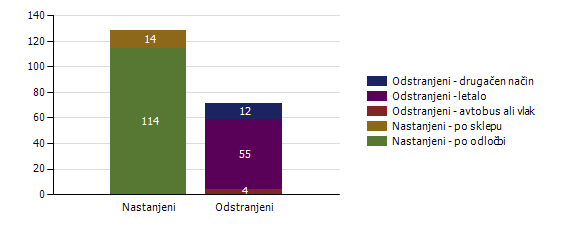 140
120
100
80
60
40
20
0
14
114
12
55
4
Nastanjeni
Odstranjeni
Odstranjeni - drugačen način
Odstranjeni - letalo
Odstranjeni - avtobus ali vlak
Nastanjeni - po sklepu
Nastanjeni - po odločbi